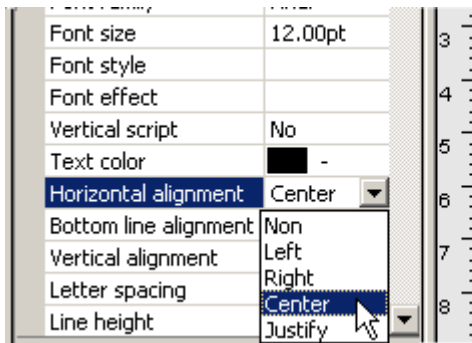 Font size 12.00pt
Font style
Font effect
Vertical script No
Text color -
Horizontal alignment Center
Bottom line alignment Non
Vertical alignment Left
Right
Letter spacing Center
Line height Justify
3
4
5
6
7
8